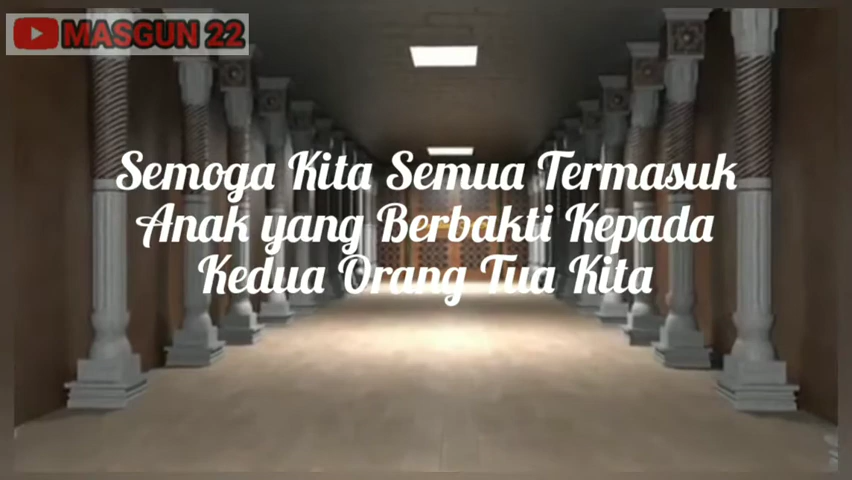 MASGUN 22
Semoga Kita Semua Termasuk
Anak yang Berbakti Kepada
Kedua Orang Tua Kita